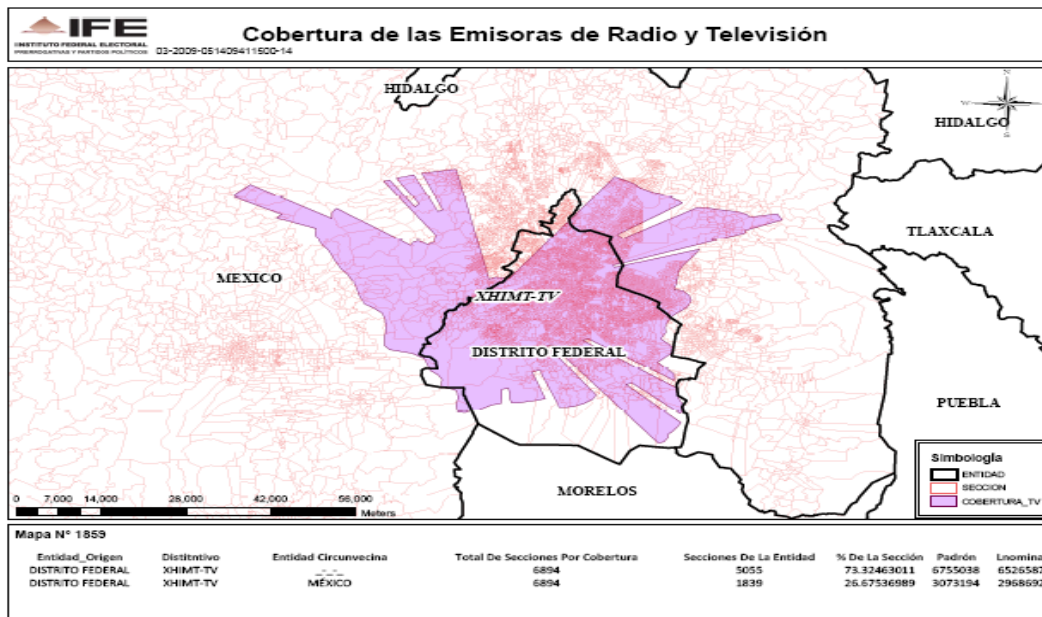 IFE
INSTITUTO FEDERAL ELECTORAL
PRERROGATIVAS Y PARTIDOS POLÍTICOS
03-2009-051409411500-14
Cobertura de las Emisoras de Radio y Televisión
HIDALGO
N
W
E
S
HIDALGO
TLAXCALA
MEXICO
XHIMT-TV
DISTRITO FEDERAL
PUEBLA
MORELOS
Simbología
ENTIDAD
SECCION
COBERTURA_TV
0 7,000 14,000 28,000 42,000 56,000
Meters
Mapa N° 1859
Entidad_Origen Distitntivo Entidad Circunvecina Total De Secciones Por Cobertura Secciones De La Entidad % De La Sección Padrón Lnomina
DISTRITO FEDERAL XHIMT-TV _-_-_ 6894 5055 73.32463011 6755038 6526587
DISTRITO FEDERAL XHIMT-TV MÉXICO 6894 1839 26.67536989 3073194 2968692